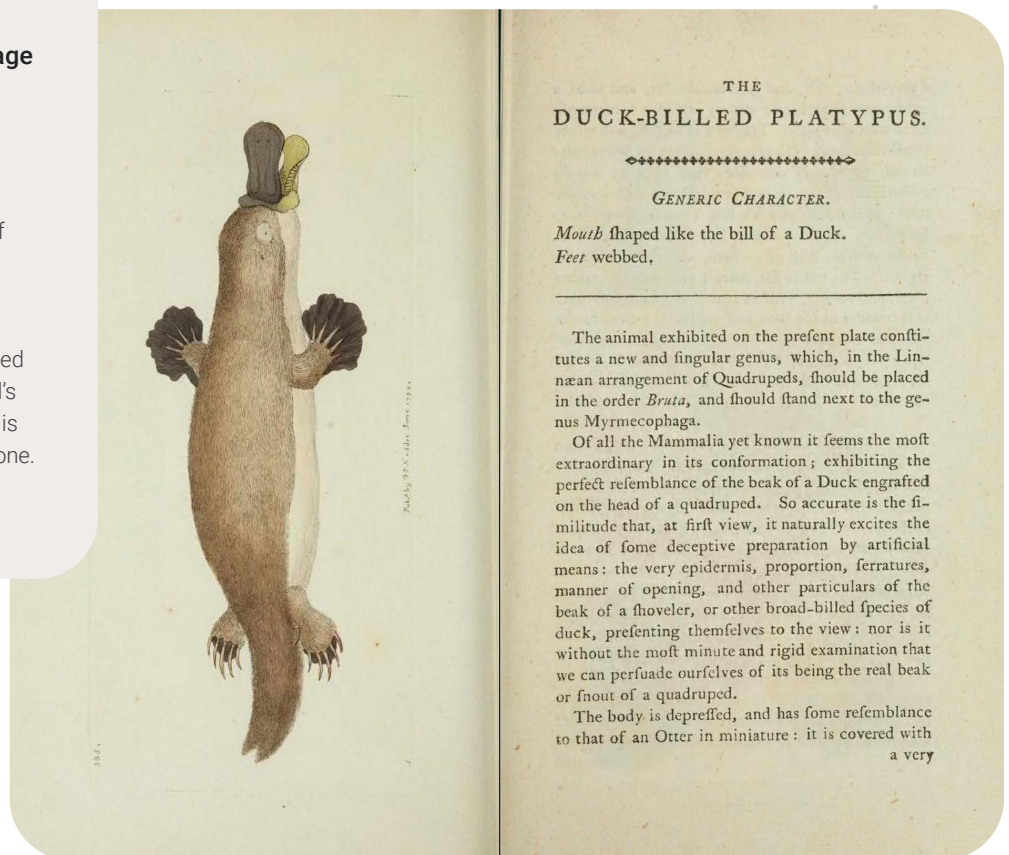 age
f
ed
l's
is
one.
385.
THE
DUCK-BILLED PLATYPUS.
GENERIC CHARACTER.
Mouth ſhaped like the bill of a Duck.
Feet webbed.
The animal exhibited on the preſent plate conſti-
tutes a new and ſingular genus, which, in the Lin-
næan arrangement of Quadrupeds, ſhould be placed
in the order Bruta, and ſhould ſtand next to the ge-
nus Myrmecophaga.
Of all the Mammalia yet known it ſeems the moſt
extraordinary in its conformation; exhibiting the
perfect reſemblance of the beak of a Duck engrafted
on the head of a quadruped. So accurate is the ſi-
militude that, at firſt view, it naturally excites the
idea of ſome deceptive preparation by artificial
means: the very epidermis, proportion, ſerratures,
manner of opening, and other particulars of the
beak of a ſhoveler, or other broad-billed ſpecies of
duck, preſenting themſelves to the view: nor is it
without the moſt minute and rigid examination that
we can perſuade ourſelves of its being the real beak
or ſnout of a quadruped.
The body is depreſſed, and has ſome reſemblance
to that of an Otter in miniature: it is covered with
a very